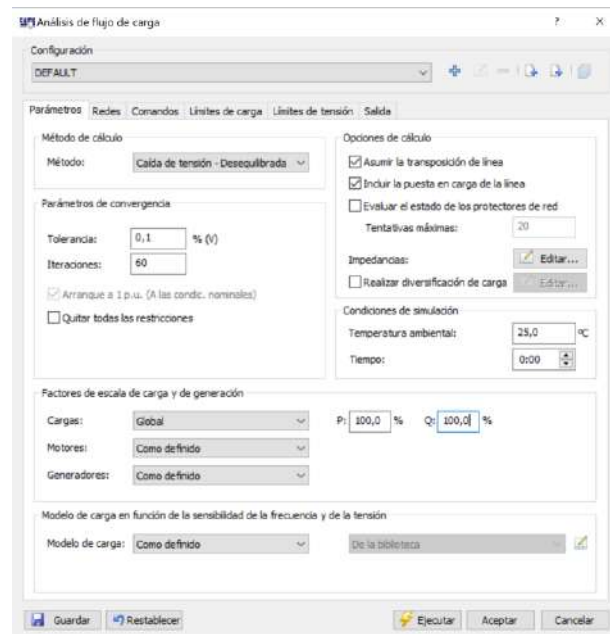 Análisis de flujo de carga ? ×
Configuración
DEFAULT
Parámetros Redes Comandos Límites de carga Límites de tensión Salida
Método de cálculo
Método: Caída de tensión - Desequilibrada
Parámetros de convergencia
Tolerancia: 0,1 % (V)
Iteraciones: 60
Arranque a 1 p.u. (A las condic. nominales)
Quitar todas las restricciones
Opciones de cálculo
Asumir la transposición de línea
Incluir la puesta en carga de la línea
Evaluar el estado de los protectores de red
Tentativas máximas: 20
Impedancias: Editar...
Realizar diversificación de carga Editar...
Condiciones de simulación
Temperatura ambiental: 25,0 ºC
Tiempo: 0:00
Factores de escala de carga y de generación
Cargas: Global P: 100,0 % Q: 100,0 %
Motores: Como definido
Generadores: Como definido
Modelo de carga en función de la sensibilidad de la frecuencia y de la tensión
Modelo de carga: Como definido De la biblioteca
Guardar Restablecer Ejecutar Aceptar Cancelar